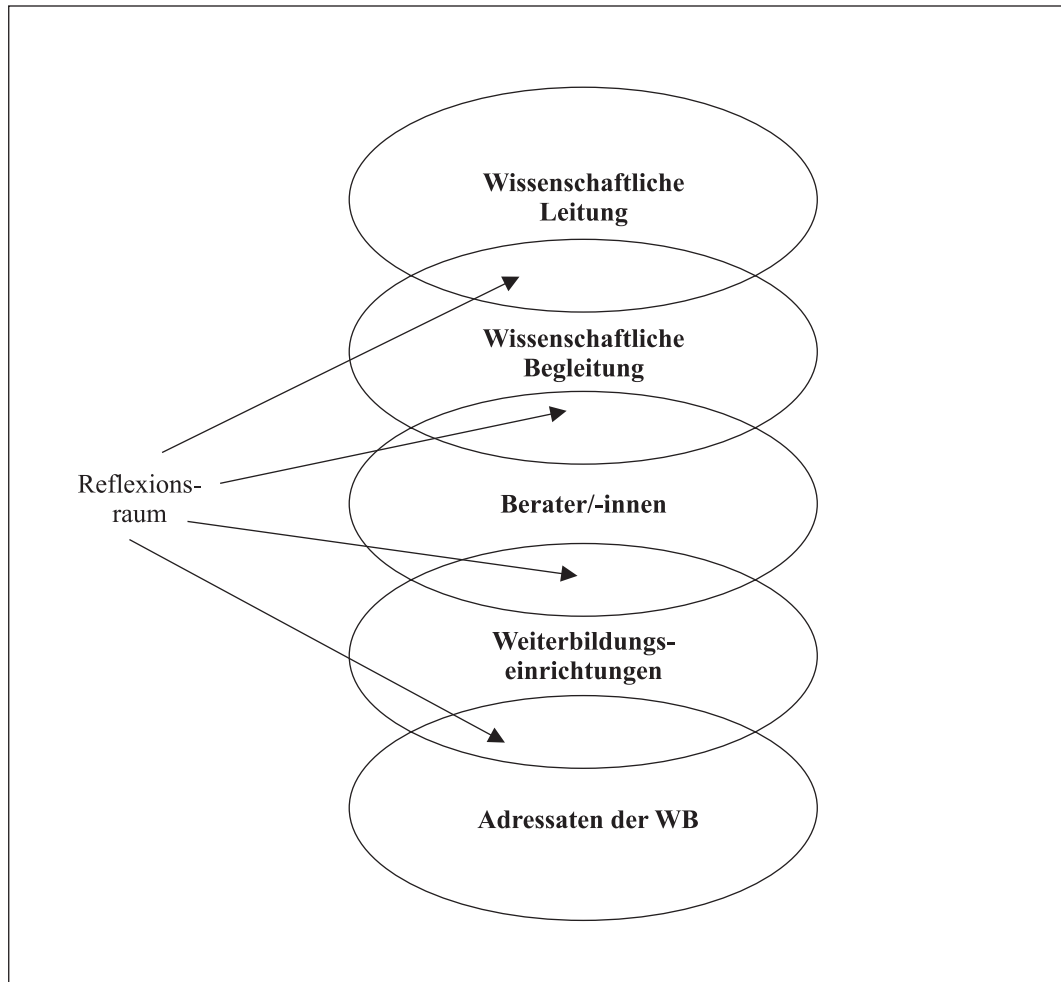 Wissenschaftliche
Leitung
Wissenschaftliche
Begleitung
Reflexions-
raum
Berater/-innen
Weiterbildungs-
einrichtungen
Adressaten der WB